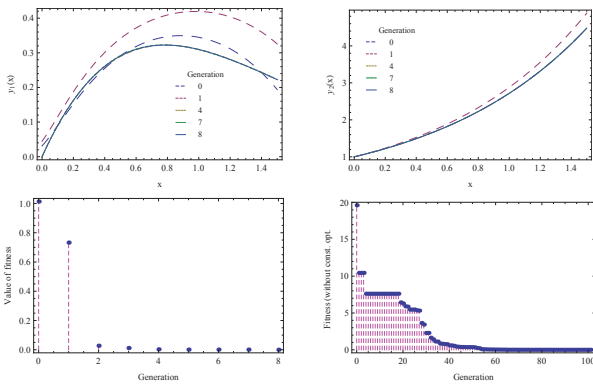 y₁(x)
0.4
0.3
0.2
0.1
0.0
Generation
0
1
4
7
8
0.0 0.2 0.4 0.6 0.8 1.0 1.2 1.4
x
y₂(x)
4
3
2
1
Generation
0
1
4
7
8
0.0 0.2 0.4 0.6 0.8 1.0 1.2 1.4
x
Value of fitness
1.0
0.8
0.6
0.4
0.2
0.0
0 2 4 6 8
Generation
Fitness (without const. opt.
20
15
10
5
0
0 20 40 60 80 100
Generation